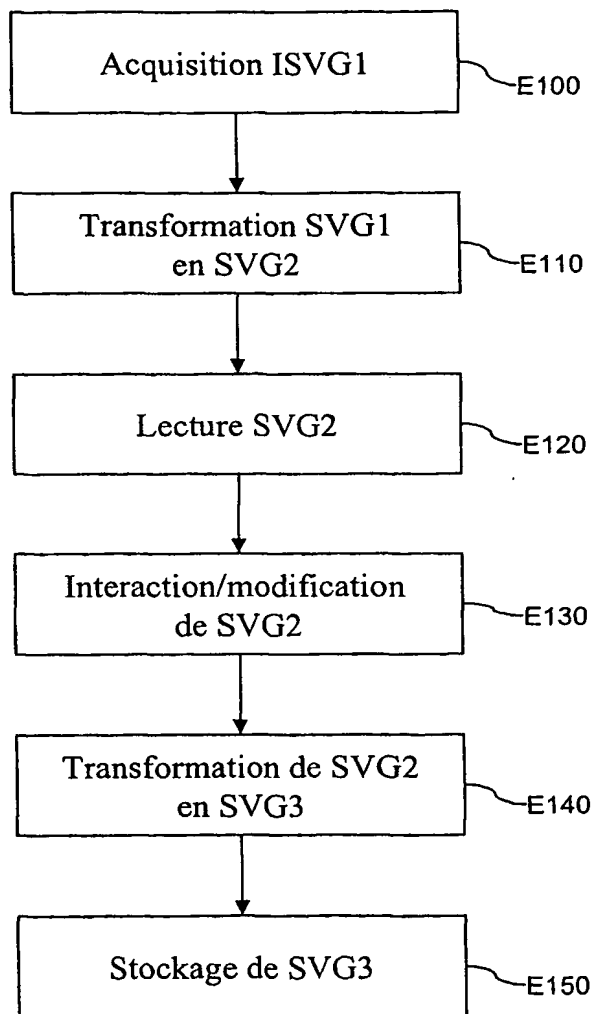 Acquisition ISVG1
E100
Transformation SVG1
en SVG2
E110
Lecture SVG2
E120
Interaction/modification
de SVG2
E130
Transformation de SVG2
en SVG3
E140
Stockage de SVG3
E150